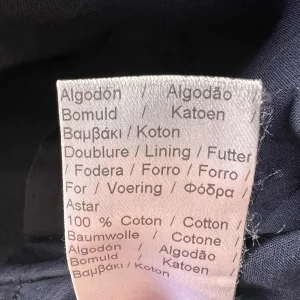 Algodón / Algodão
Bomuld / Katoen /
Βαμβάκι / Koton
Doublure / Lining / Futter
/ Fodera / Forro / Forro /
For / Voering / Φόδρα /
Astar
100 % Coton / Cotton /
Baumwolle / Cotone /
Algodón / Algodão /
Bomuld / Katoen /
Βαμβάκι / Koton